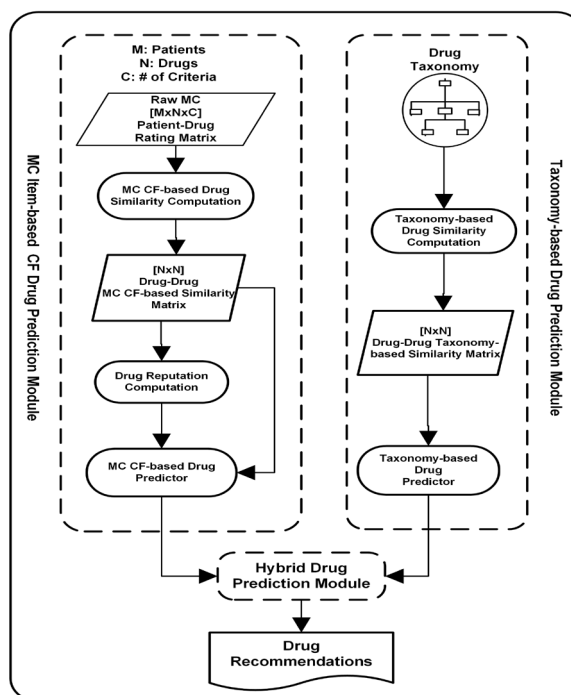 M: Patients
N: Drugs
C: # of Criteria
Raw MC
[MxNxC]
Patient-Drug
Rating Matrix
MC CF-based Drug
Similarity Computation
[NxN]
Drug-Drug
MC CF-based Similarity
Matrix
Drug Reputation
Computation
MC CF-based Drug
Predictor
MC Item-based CF Drug Prediction Module
Drug
Taxonomy
Taxonomy-based
Drug Similarity
Computation
[NxN]
Drug-Drug Taxonomy-
based Similarity Matrix
Taxonomy-based
Drug
Predictor
Taxonomy-based Drug Prediction Module
Hybrid Drug
Prediction Module
Drug
Recommendations